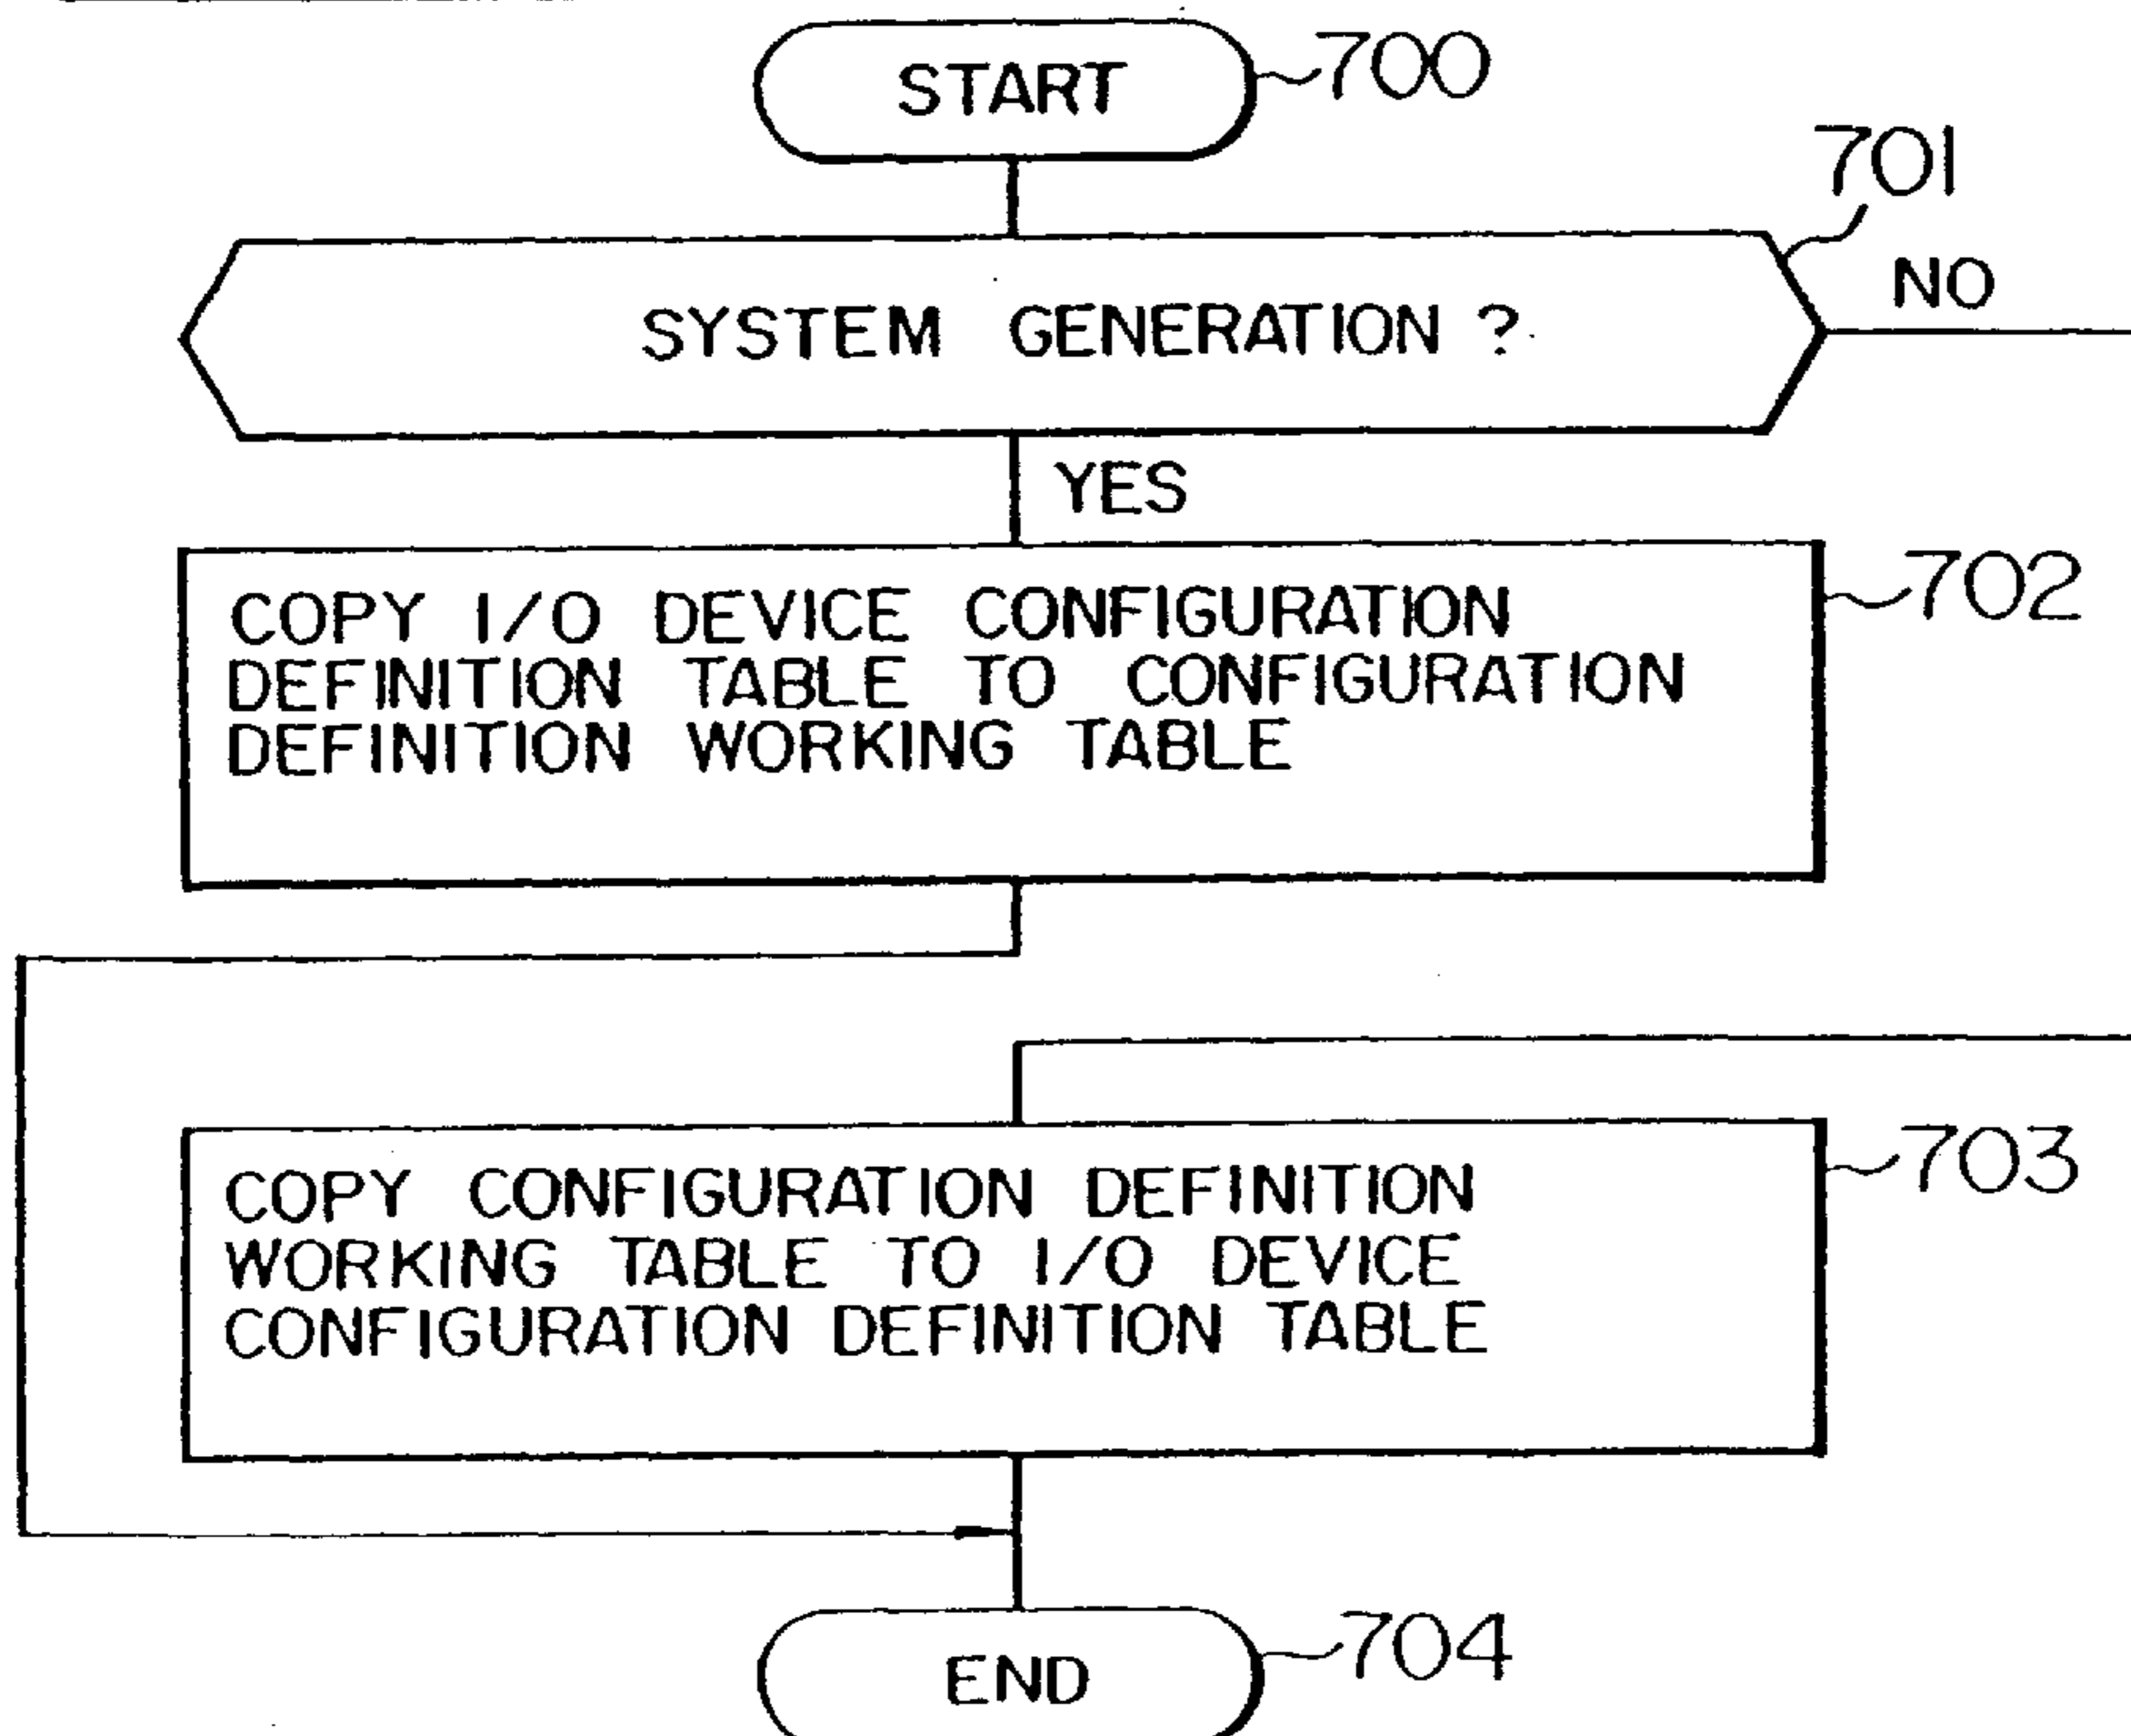 START
700
701
NO
SYSTEM GENERATION ?
YES
702
COPY I/O DEVICE CONFIGURATION
DEFINITION TABLE TO CONFIGURATION
DEFINITION WORKING TABLE
703
COPY CONFIGURATION DEFINITION
WORKING TABLE TO I/O DEVICE
CONFIGURATION DEFINITION TABLE
704
END